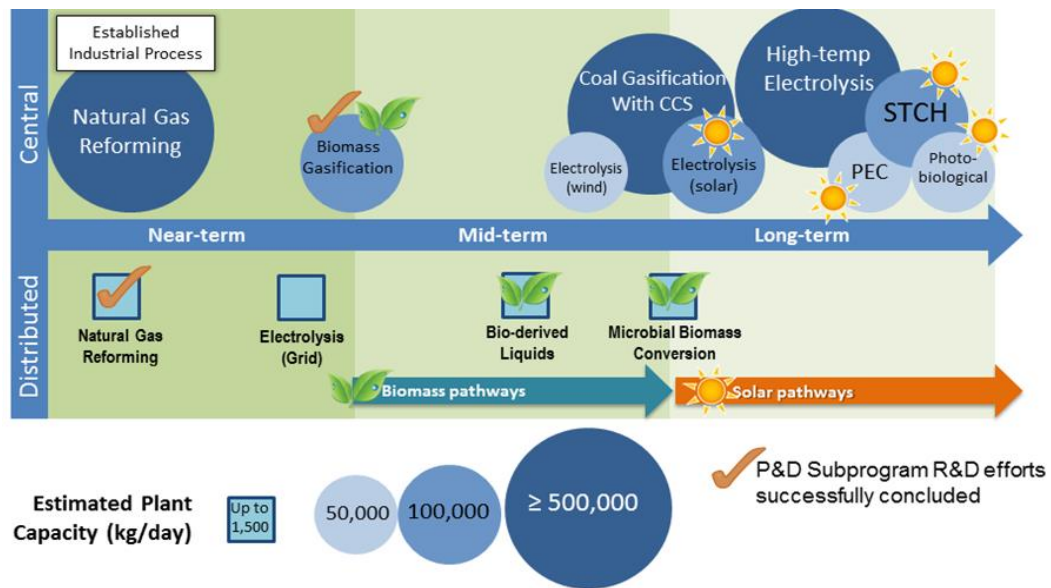 Central
Established
Industrial Process
Natural Gas
Reforming
Biomass
Gasification
Coal Gasification
With CCS
Electrolysis
(wind)
Electrolysis
(solar)
High-temp
Electrolysis
STCH
PEC
Photo-
biological
Near-term
Mid-term
Long-term
Distributed
Natural Gas
Reforming
Electrolysis
(Grid)
Bio-derived
Liquids
Microbial Biomass
Conversion
Biomass pathways
Solar pathways
Estimated Plant
Capacity (kg/day)
Up to
1,500
50,000
100,000
≥ 500,000
P&D Subprogram R&D efforts
successfully concluded